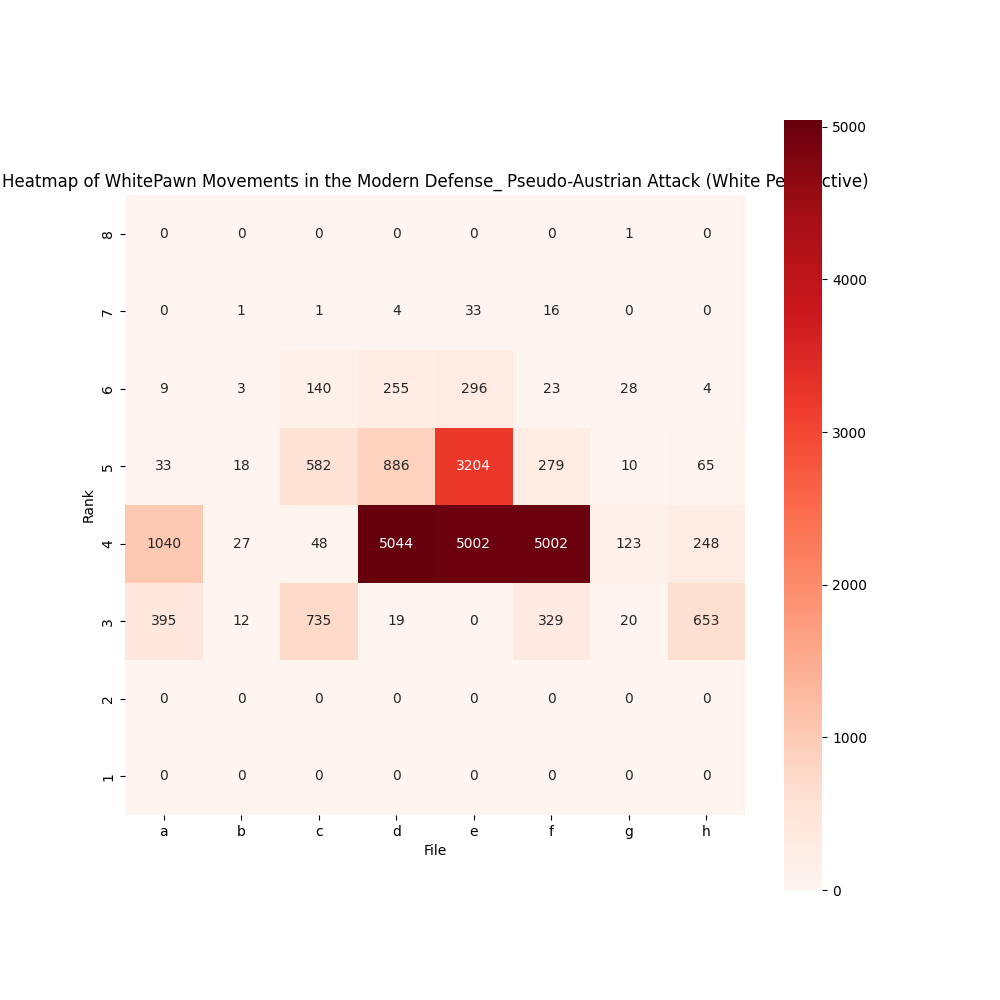 Heatmap of WhitePawn Movements in the Modern Defense_ Pseudo-Austrian Attack (White Pe ctive)
8 0 0 0 0 0 0 1 0
7 0 1 1 4 33 16 0 0
6 9 3 140 255 296 23 28 4
5 33 18 582 886 3204 279 10 65
4 1040 27 48 5044 5002 5002 123 248
3 395 12 735 19 0 329 20 653
2 0 0 0 0 0 0 0 0
1 0 0 0 0 0 0 0 0
a b c d e f g h
File
Rank
5000
4000
3000
2000
1000
0